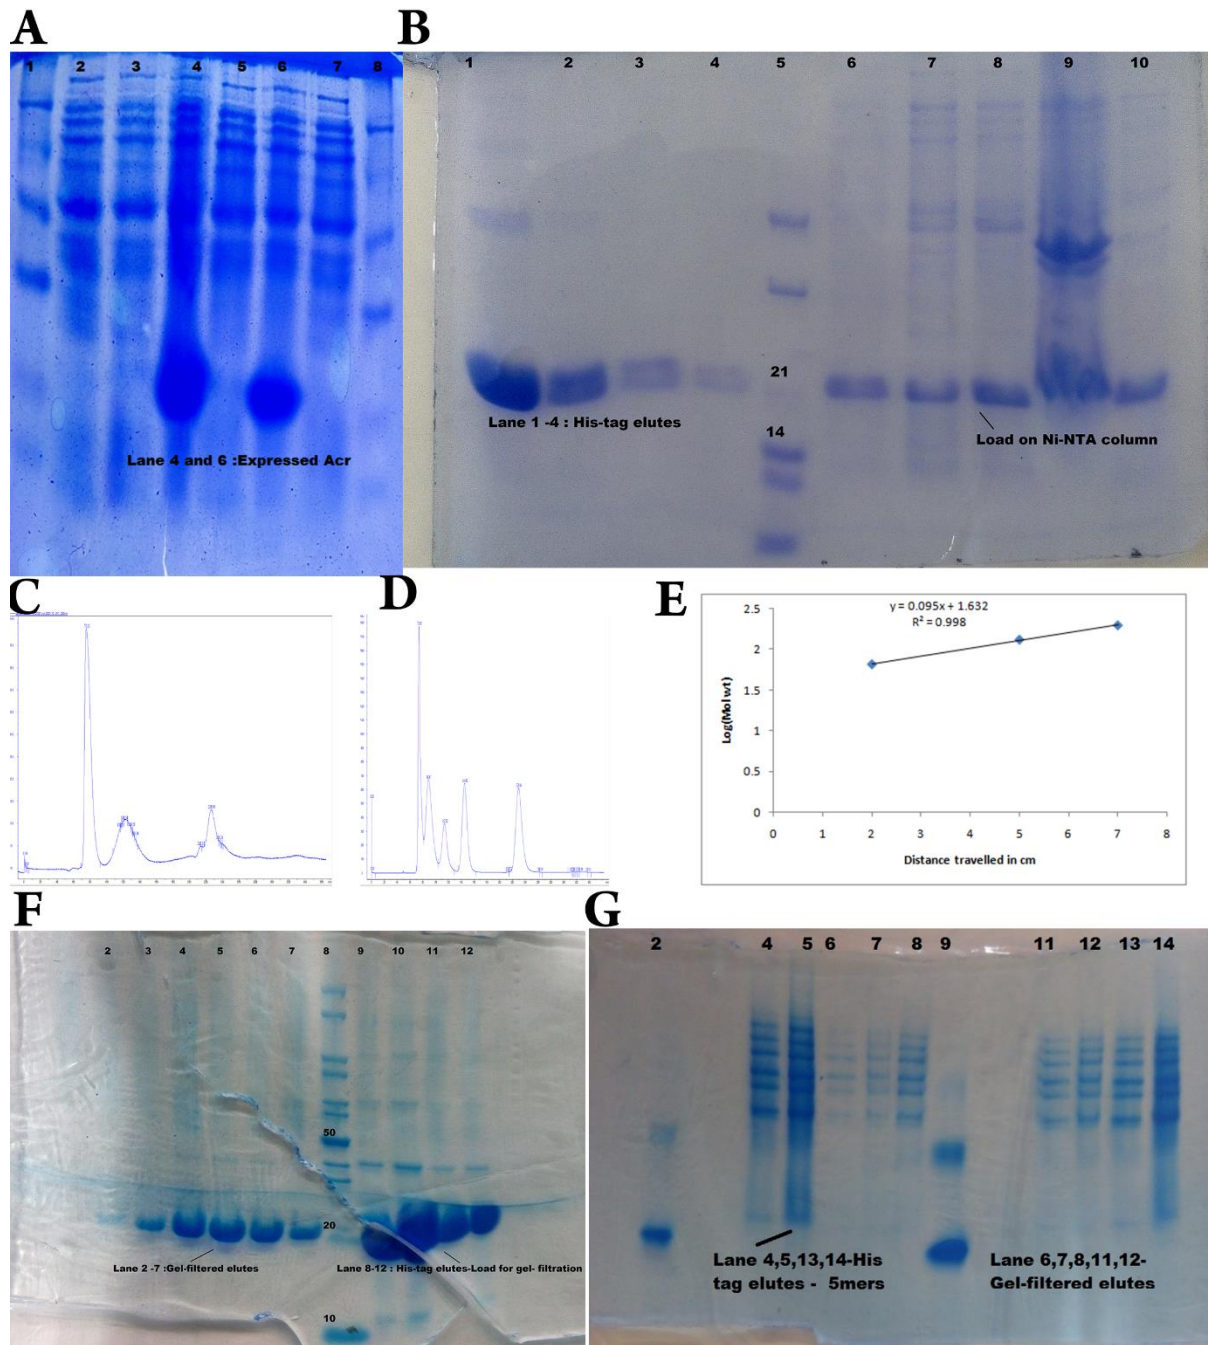 A
1 2 3 4 5 6 7 8
Lane 4 and 6 :Expressed Acr
B
1 2 3 4 5 6 7 8 9 10
21
14
Lane 1 -4 : His-tag elutes
Load on Ni-NTA column
C
D
E
y = 0.095x + 1.632
R² = 0.998
2.5
2
1.5
1
0.5
0
0 1 2 3 4 5 6 7 8
Log(Mol wt)
Distance travelled in cm
F
2 3 4 5 6 7 8 9 10 11 12
50
20
10
Lane 2 -7 :Gel-filtered elutes
Lane 8-12 : His-tag elutes-Load for gel- filtration
G
2 4 5 6 7 8 9 11 12 13 14
Lane 4,5,13,14-His
tag elutes -  5mers
Lane 6,7,8,11,12-
Gel-filtered elutes